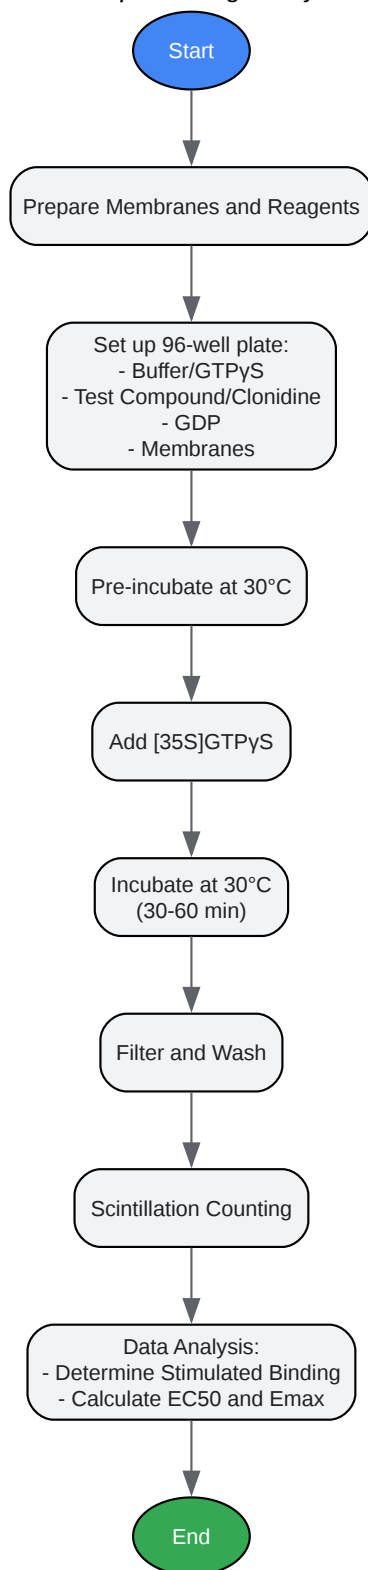 Start
Prepare Membranes and Reagents
Set up 96-well plate:
- Buffer/GTPγS
- Test Compound/Clonidine
- GDP
- Membranes
Pre-incubate at 30°C
Add [35S]GTPγS
Incubate at 30°C
(30-60 min)
Filter and Wash
Scintillation Counting
Data Analysis:
- Determine Stimulated Binding
- Calculate EC50 and Emax
End